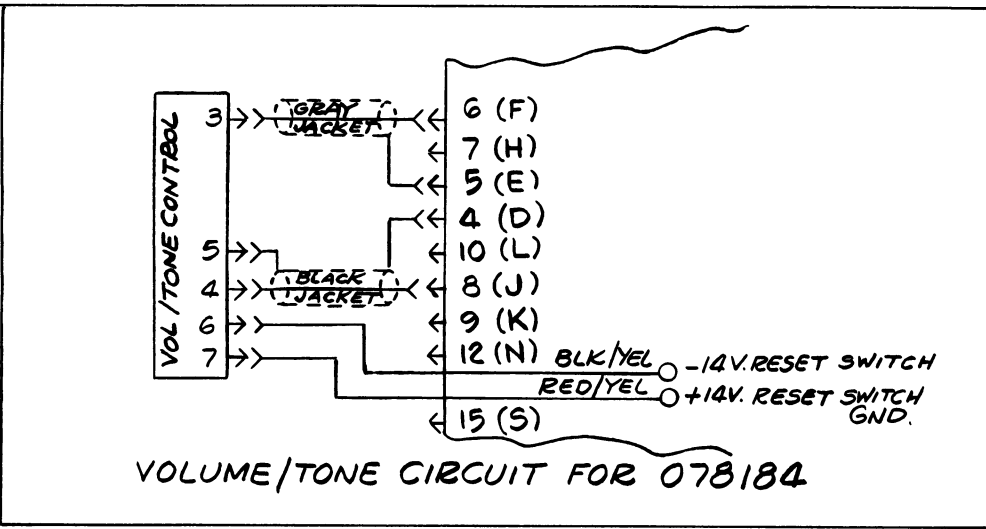 VOL/TONE CONTROL
3
5
4
6
7
GRAY
JACKET
BLACK
JACKET
6 (F)
7 (H)
5 (E)
4 (D)
10 (L)
8 (J)
9 (K)
12 (N)
15 (S)
BLK/YEL
-14V. RESET SWITCH
RED/YEL
+14V. RESET SWITCH
GND.
VOLUME/TONE CIRCUIT FOR 078184